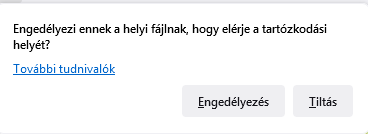 Engedélyezi ennek a helyi fájlnak, hogy elérje a tartózkodási
helyét?
További tudnivalók
Engedélyezés
Tiltás